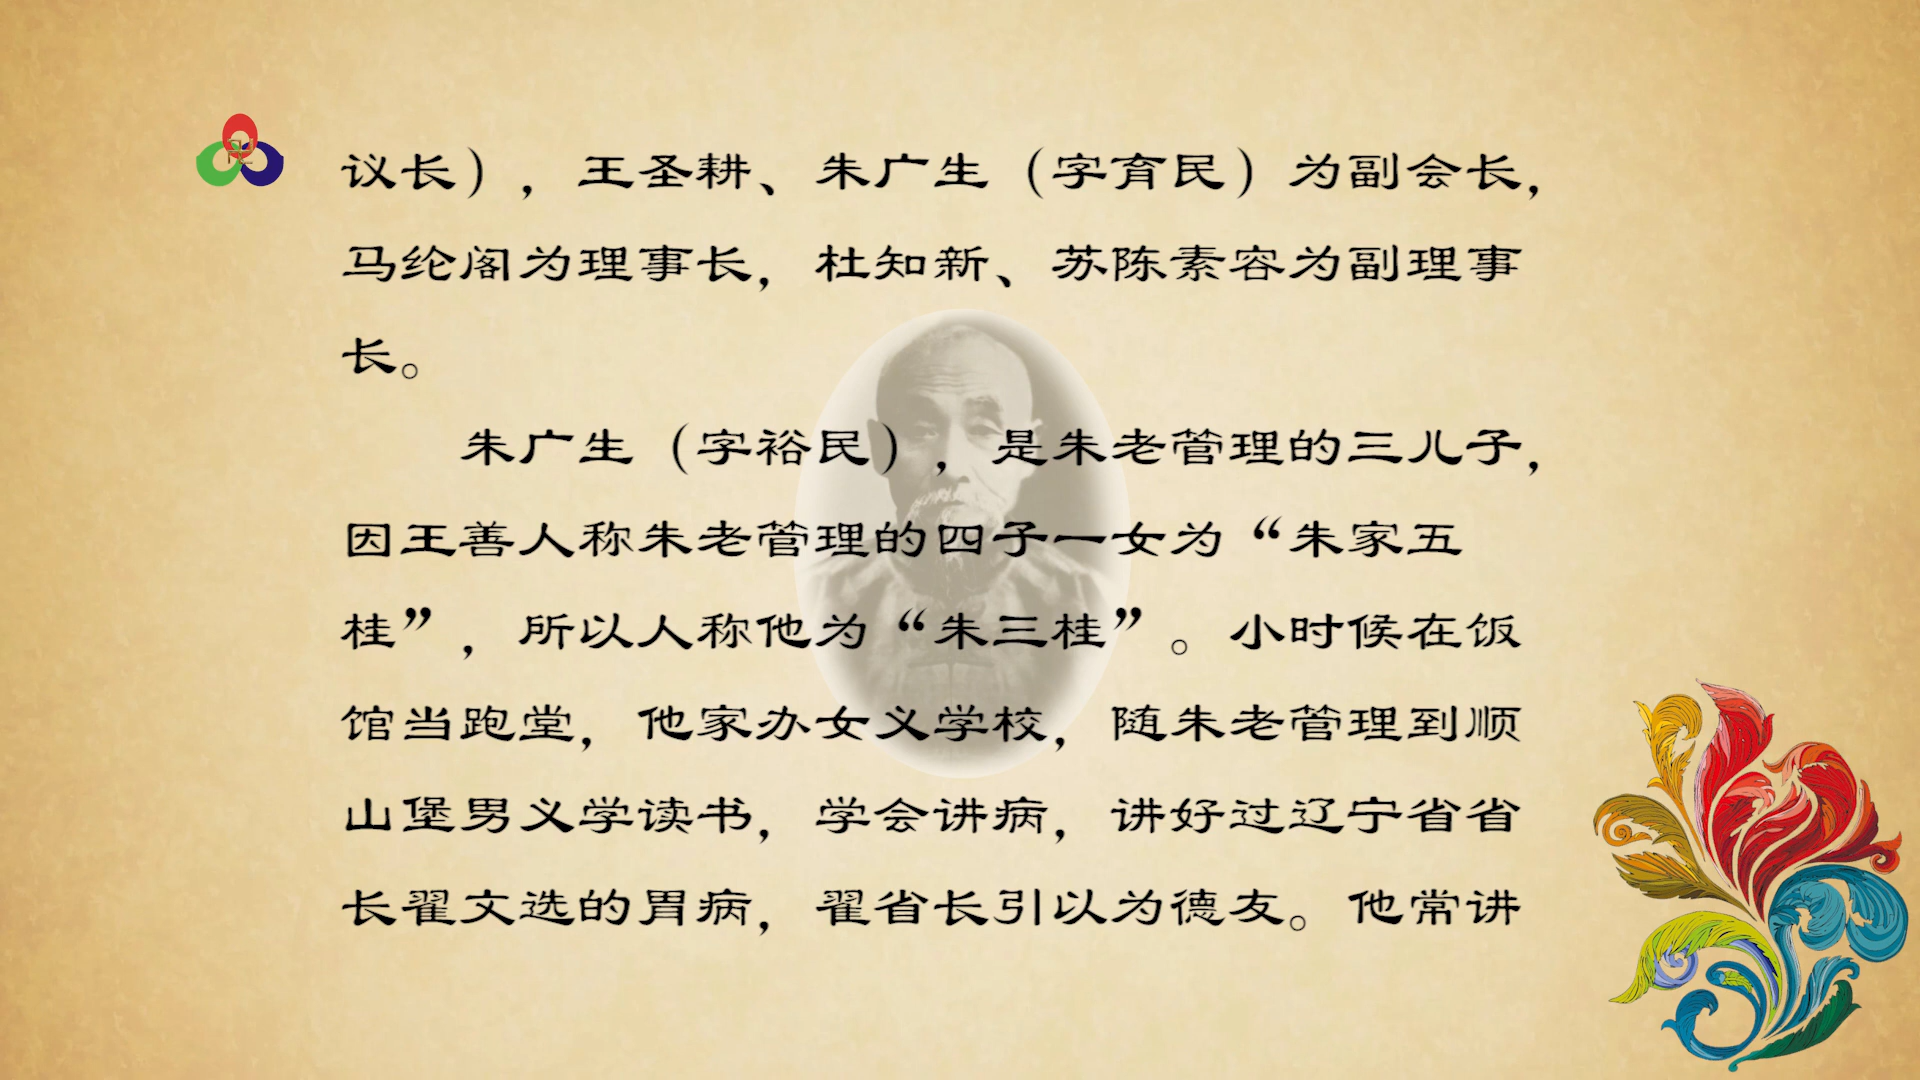 议长），王圣耕、朱广生（字育民）为副会长，
马纶阁为理事长，杜知新、苏陈素容为副理事
长。
朱广生（字裕民），是朱老管理的三儿子，
因王善人称朱老管理的四子一女为“朱家五
桂”，所以人称他为“朱三桂”。小时候在饭
馆当跑堂，他家办女义学校，随朱老管理到顺
山堡男义学读书，学会讲病，讲好过辽宁省省
长翟文选的胃病，翟省长引以为德友。他常讲